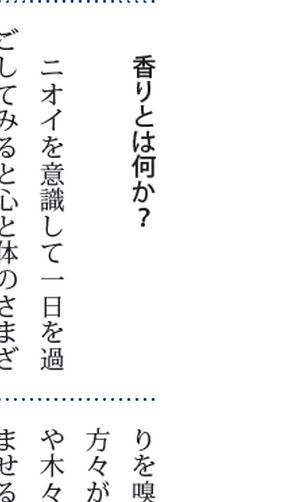 香りとは何か?
ニオイを意識して一日を過
ごしてみると心と体のさまざ
りを嗅
方々が
や木々
ませる